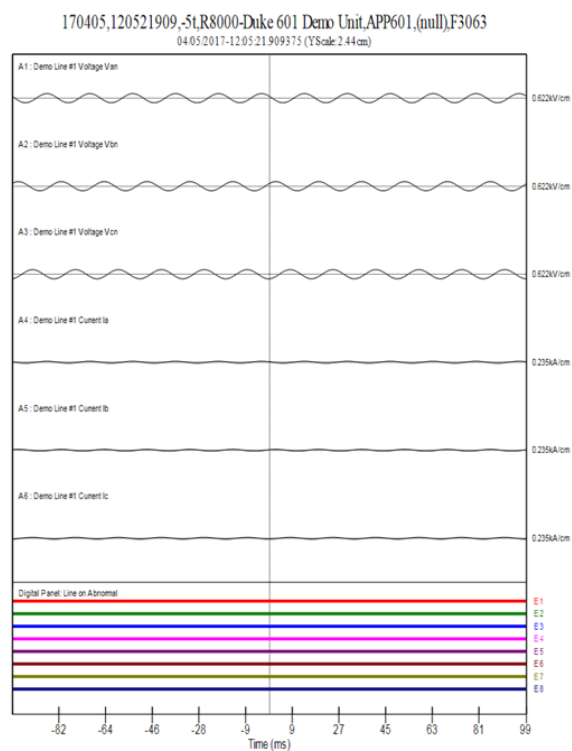 170405,120521909,-5t,R8000-Duke 601 Demo Unit,APP601,(null),F3063
04/05/2017-12:05:21.909375 (YScale:2.44cm)
A1 : Demo Line #1 Voltage Van
0.622kV/cm
A2 : Demo Line #1 Voltage Vbn
0.622kV/cm
A3 : Demo Line #1 Voltage Vcn
0.622kV/cm
A4 : Demo Line #1 Current Ia
0.235kA/cm
A5 : Demo Line #1 Current Ib
0.235kA/cm
A6 : Demo Line #1 Current Ic
0.235kA/cm
Digital Panel: Line on Abnormal
E1
E2
E3
E4
E5
E6
E7
E8
-82 -64 -46 -28 -9 9 27 45 63 81 99
Time (ms)